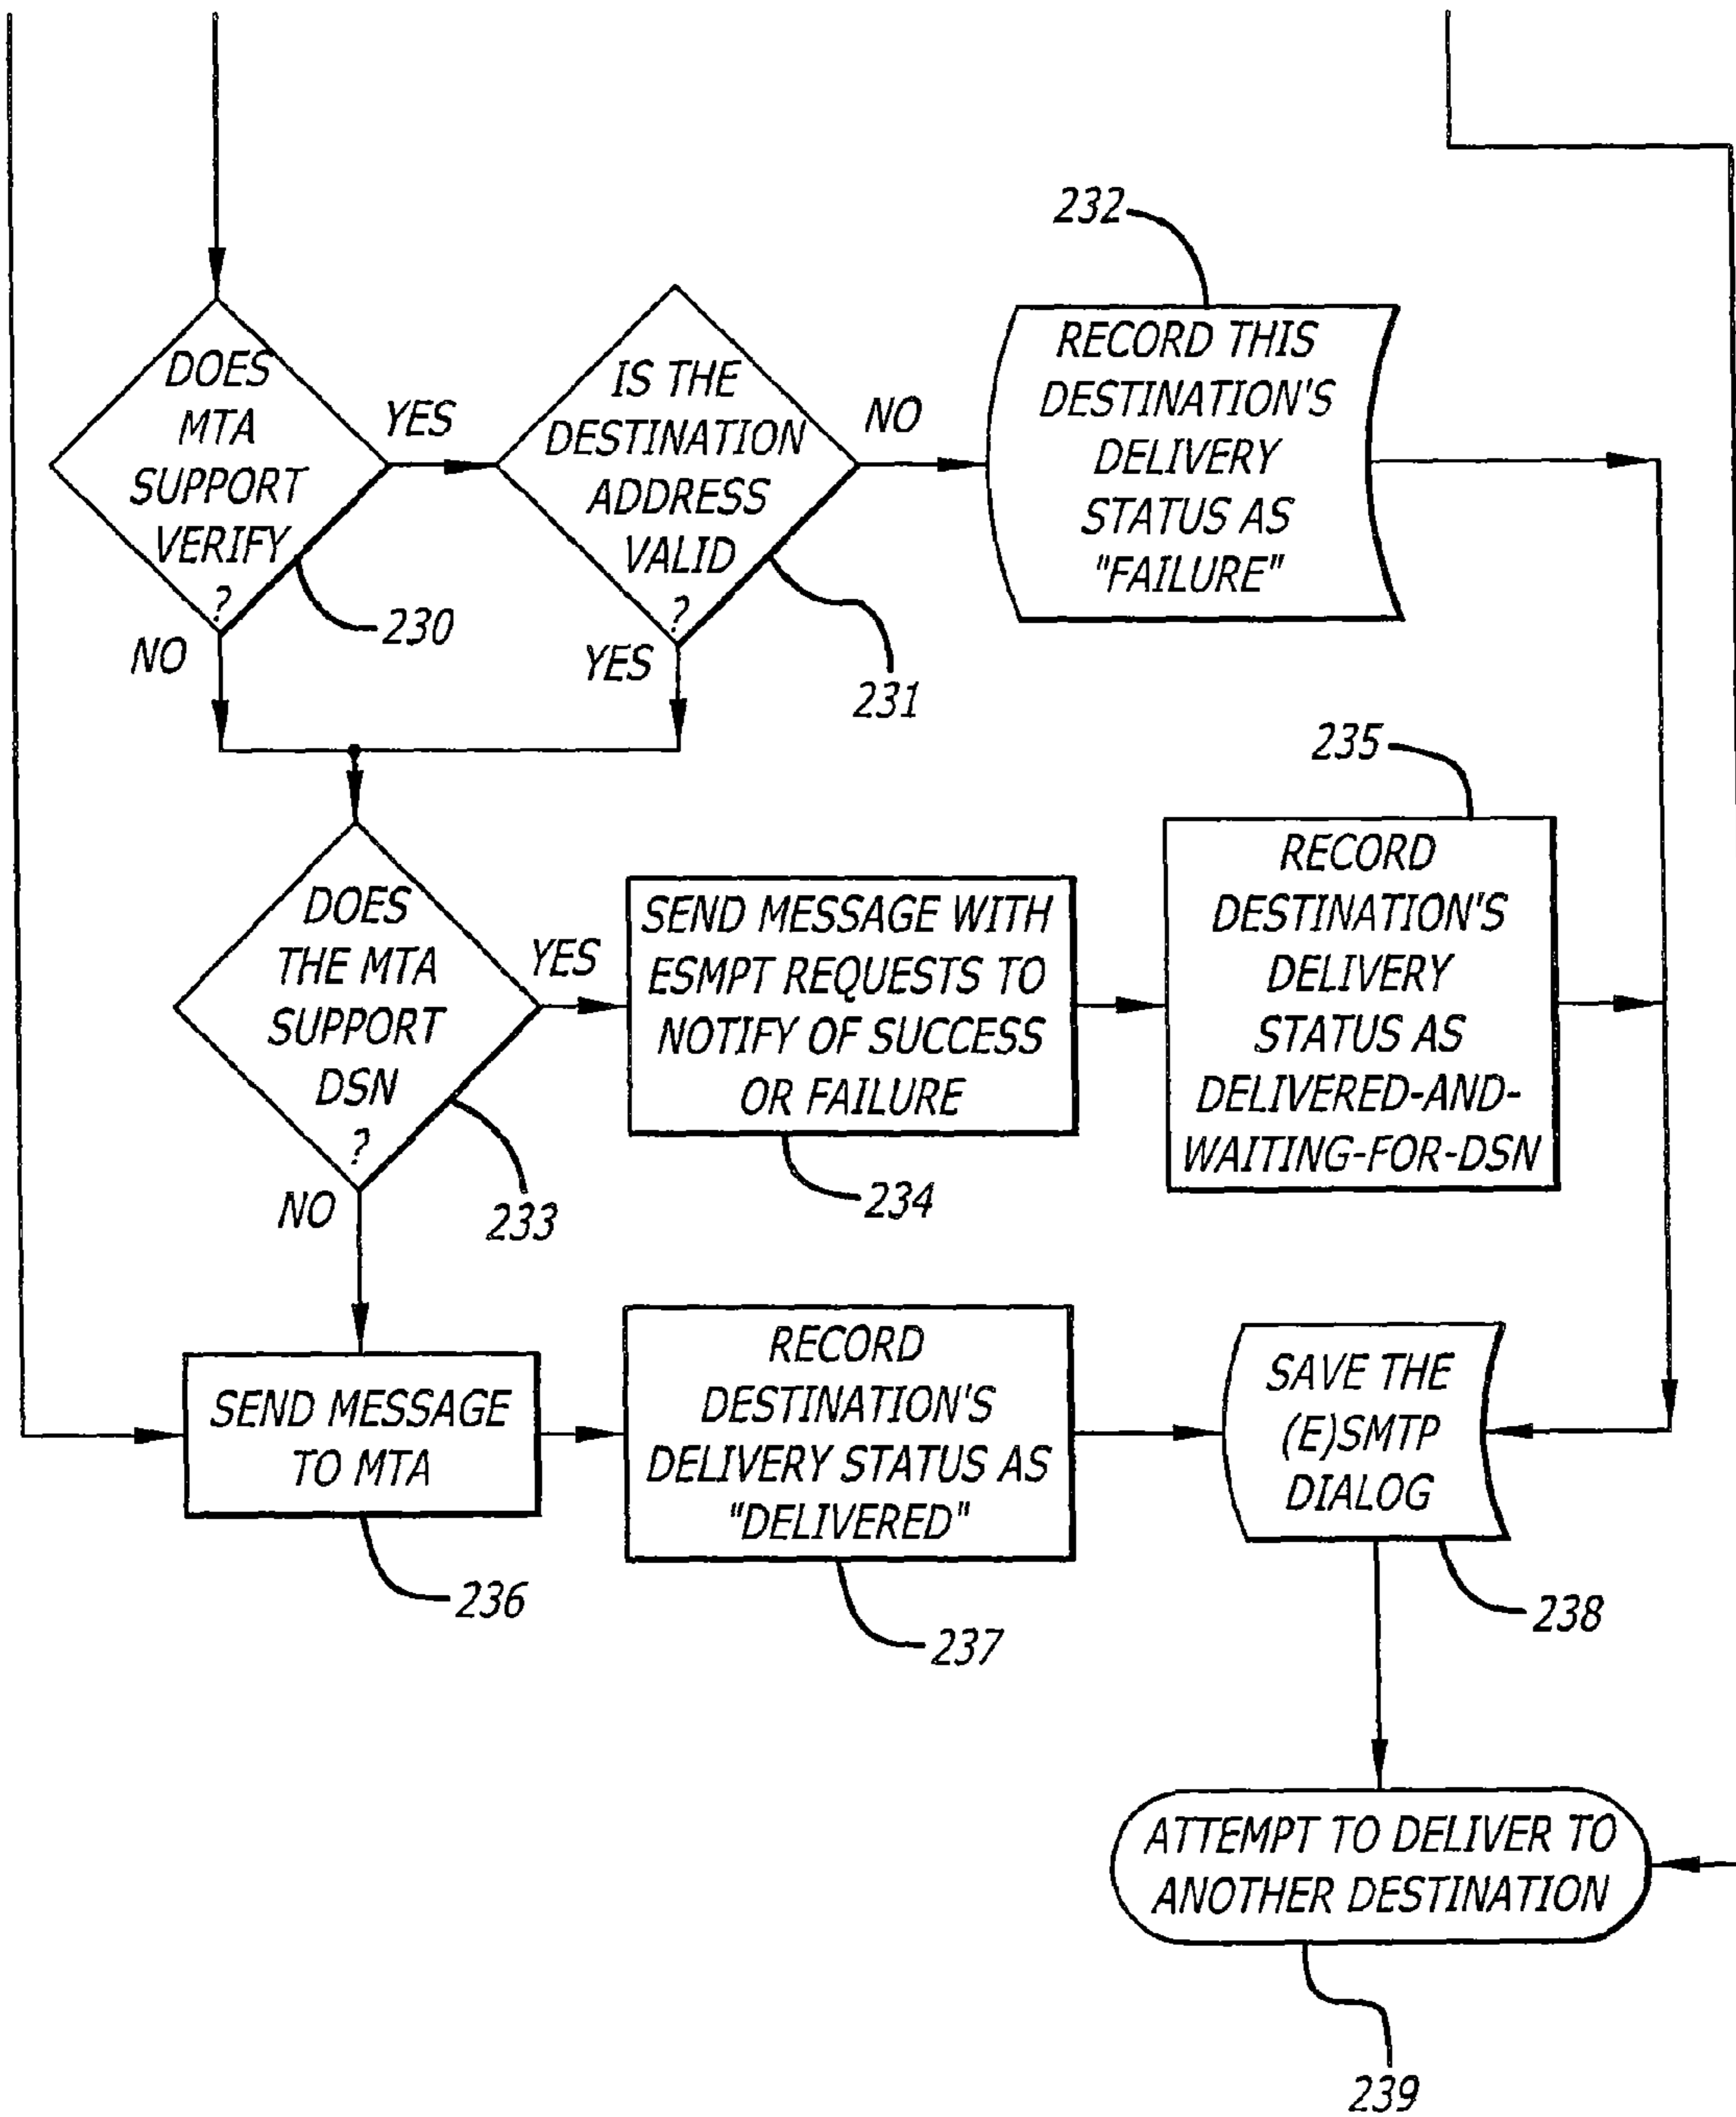 232
DOES
MTA
SUPPORT
VERIFY
?
YES
NO
230
IS THE
DESTINATION
ADDRESS
VALID
?
NO
YES
231
RECORD THIS
DESTINATION'S
DELIVERY
STATUS AS
"FAILURE"
235
DOES
THE MTA
SUPPORT
DSN
?
YES
NO
233
SEND MESSAGE WITH
ESMPT REQUESTS TO
NOTIFY OF SUCCESS
OR FAILURE
234
RECORD
DESTINATION'S
DELIVERY
STATUS AS
DELIVERED-AND-
WAITING-FOR-DSN
SEND MESSAGE
TO MTA
236
RECORD
DESTINATION'S
DELIVERY STATUS AS
"DELIVERED"
237
SAVE THE
(E)SMTP
DIALOG
238
ATTEMPT TO DELIVER TO
ANOTHER DESTINATION
239